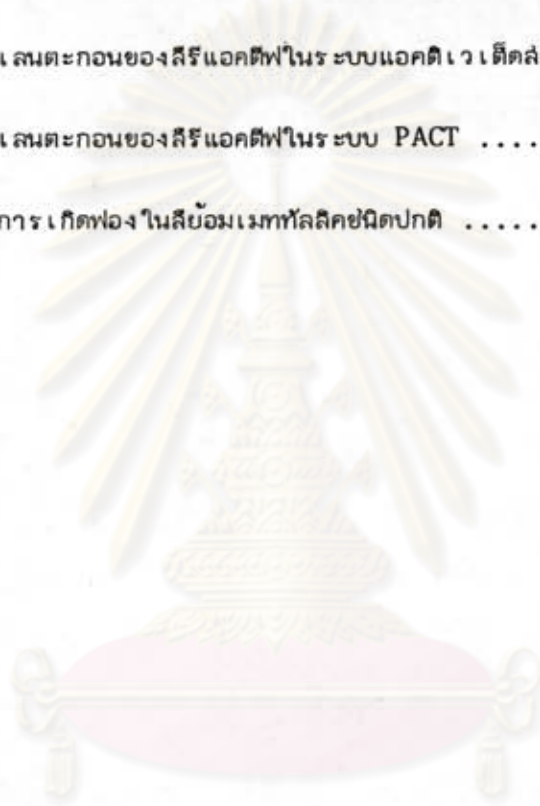 เลนตะกอนของสีรีแอคตีฟในระบบแอคติเวเต็ดส
เลนตะกอนของสีรีแอคตีฟในระบบ PACT ....
การเกิดฟองในสีย้อมเมททัลลิคชนิดปกติ .....